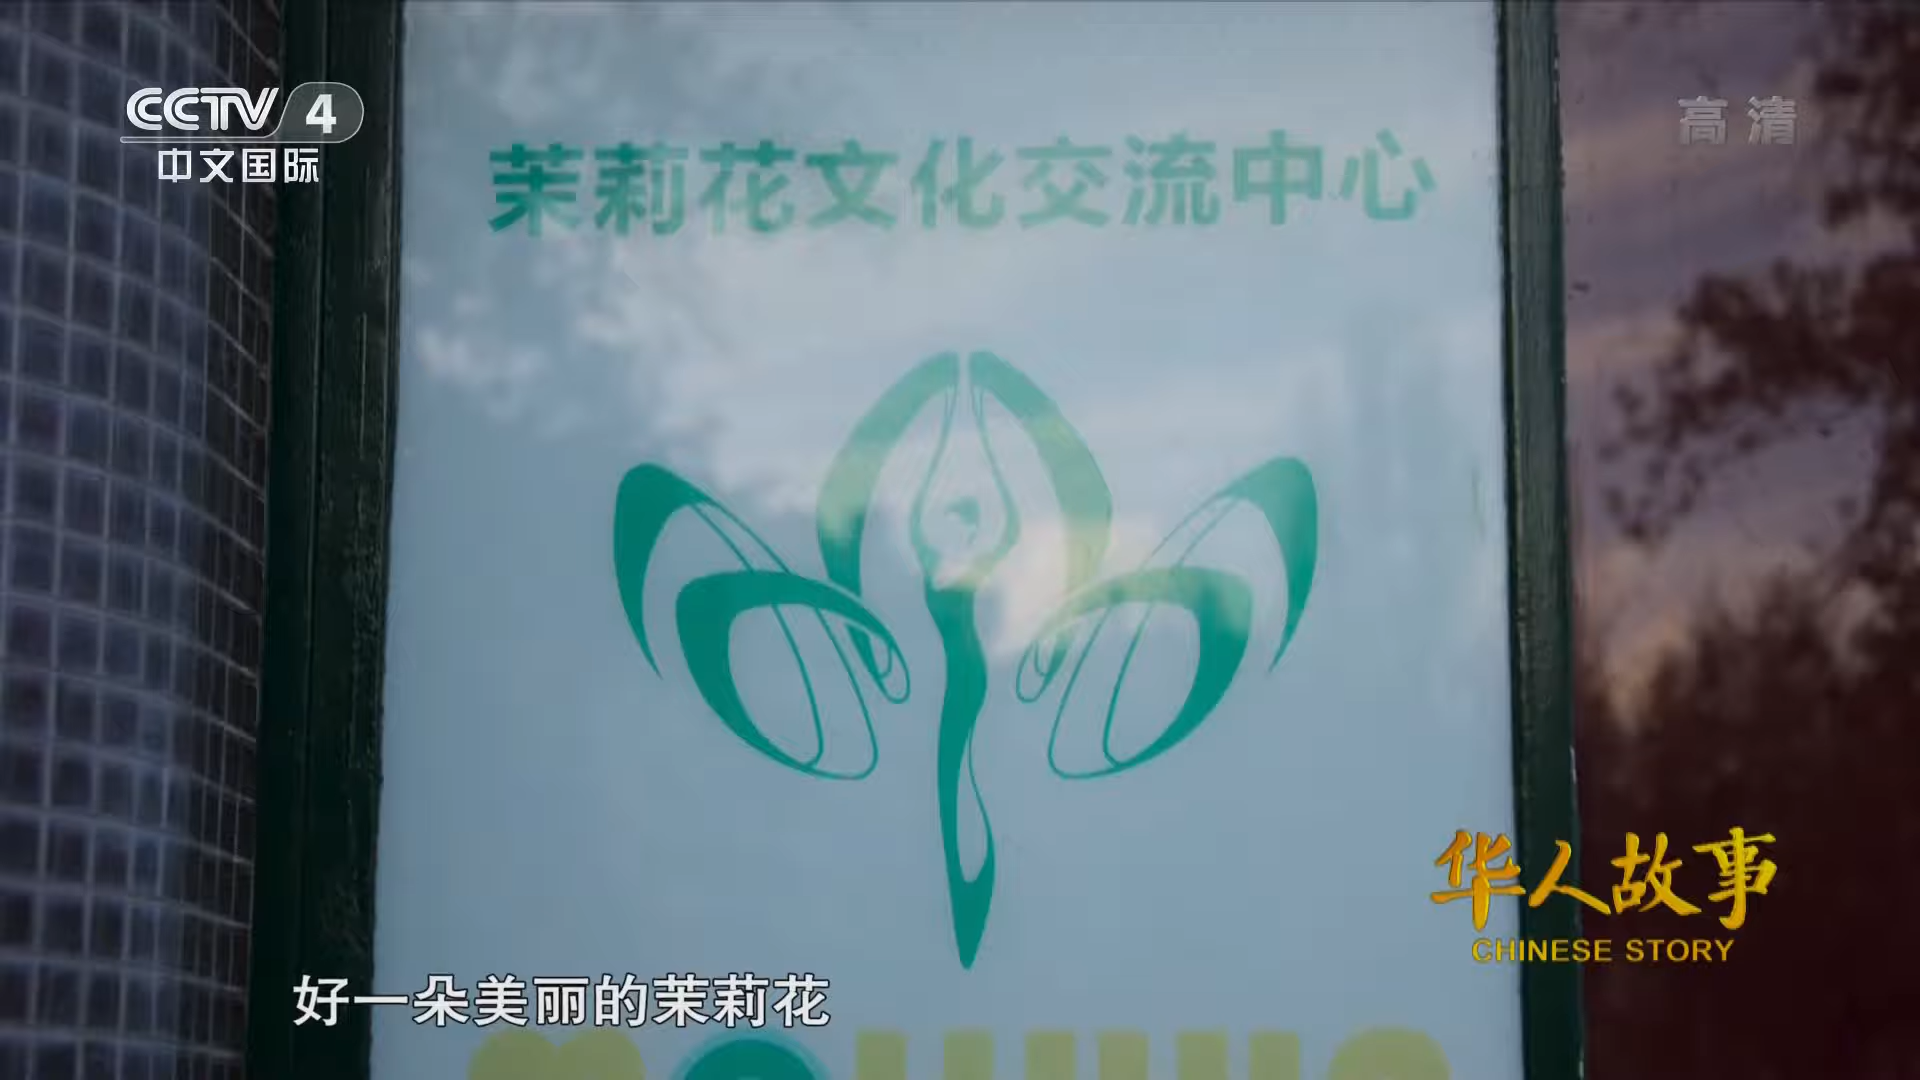 CCTV 4
中文国际
高清
茉莉花文化交流中心
华人故事
CHINESE STORY
好一朵美丽的茉莉花